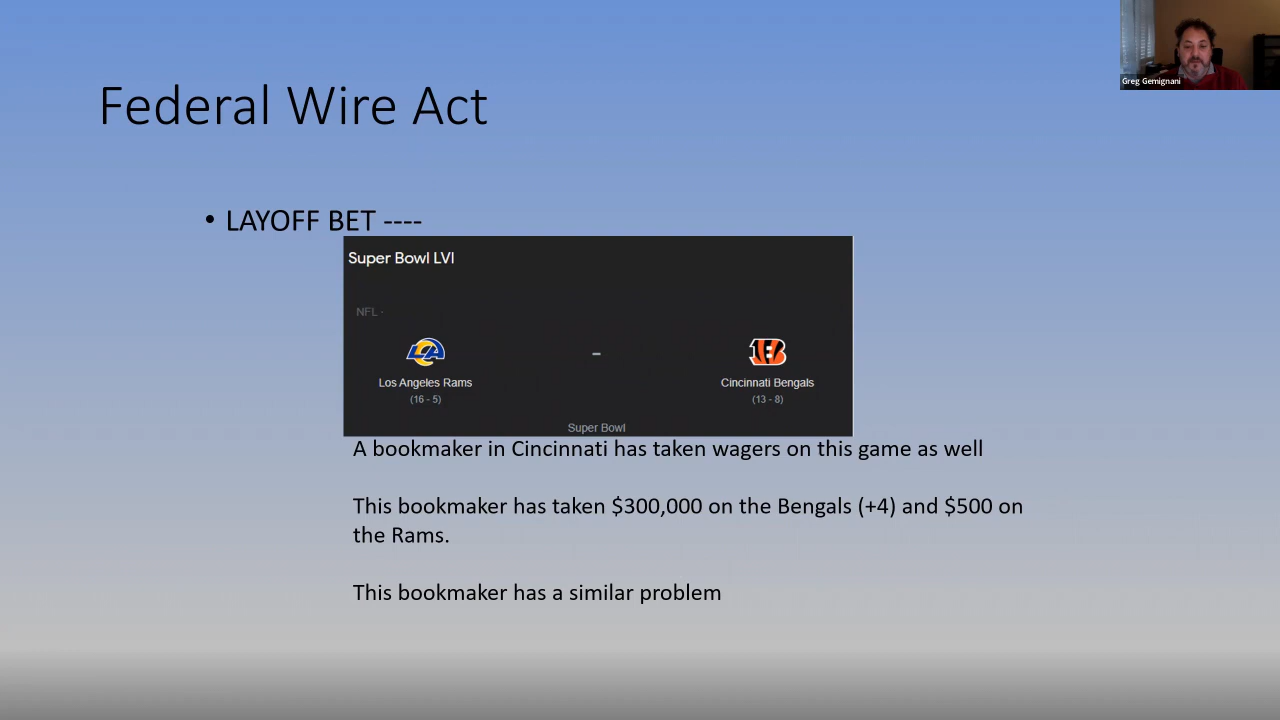 Greg Gemignani
Federal Wire Act
• LAYOFF BET ----
Super Bowl LVI
NFL -
LA
B
-
Los Angeles Rams
Cincinnati Bengals
(16 - 5)
(13 - 8)
Super Bowl
A bookmaker in Cincinnati has taken wagers on this game as well
This bookmaker has taken $300,000 on the Bengals (+4) and $500 on
the Rams.
This bookmaker has a similar problem